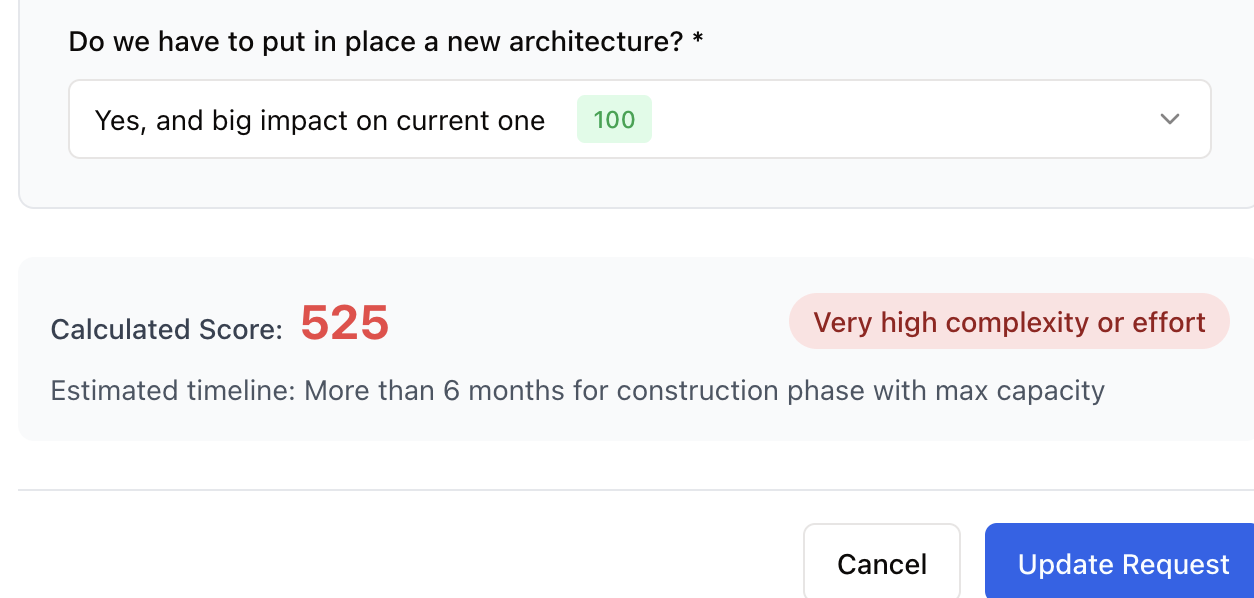 Do we have to put in place a new architecture? *
Yes, and big impact on current one 100
Calculated Score: 525 Very high complexity or effort
Estimated timeline: More than 6 months for construction phase with max capacity
Cancel Update Request